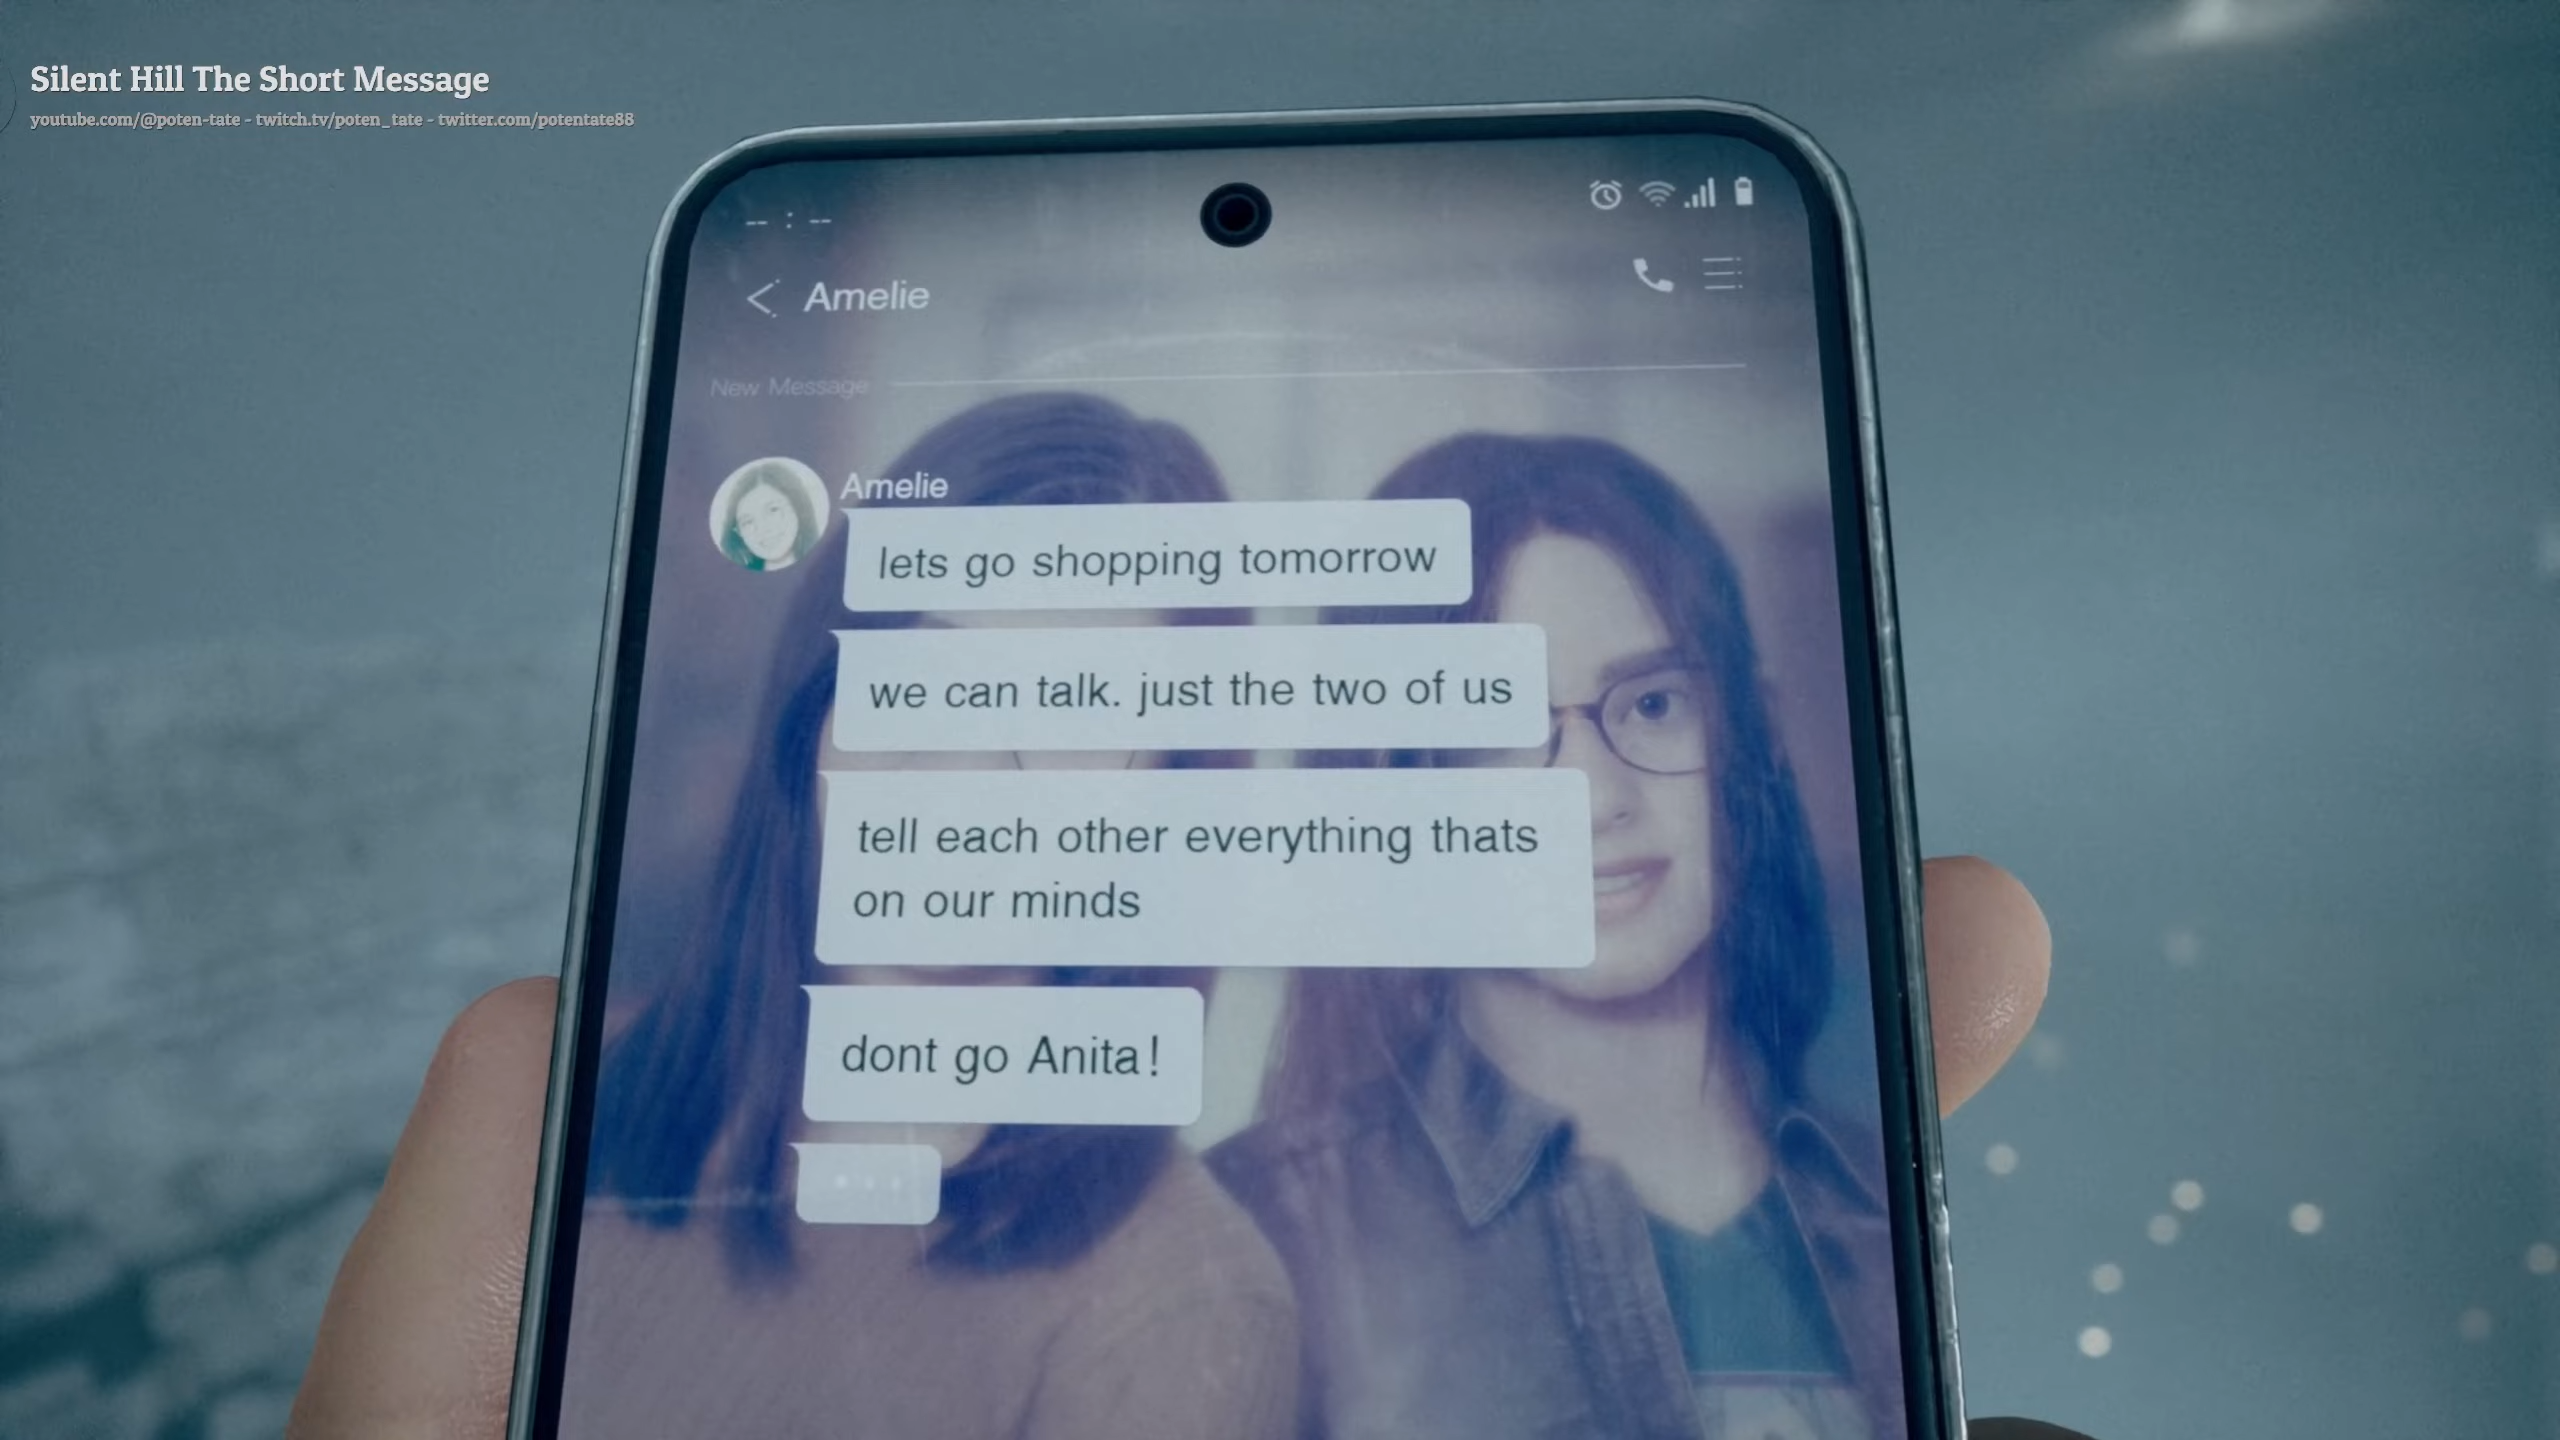 Silent Hill The Short Message
youtube.com/@poten-tate - twitch.tv/poten_tate - twitter.com/potentate88
-- : --
Amelie
New Message
Amelie
lets go shopping tomorrow
we can talk. just the two of us
tell each other everything thats
on our minds
dont go Anita!